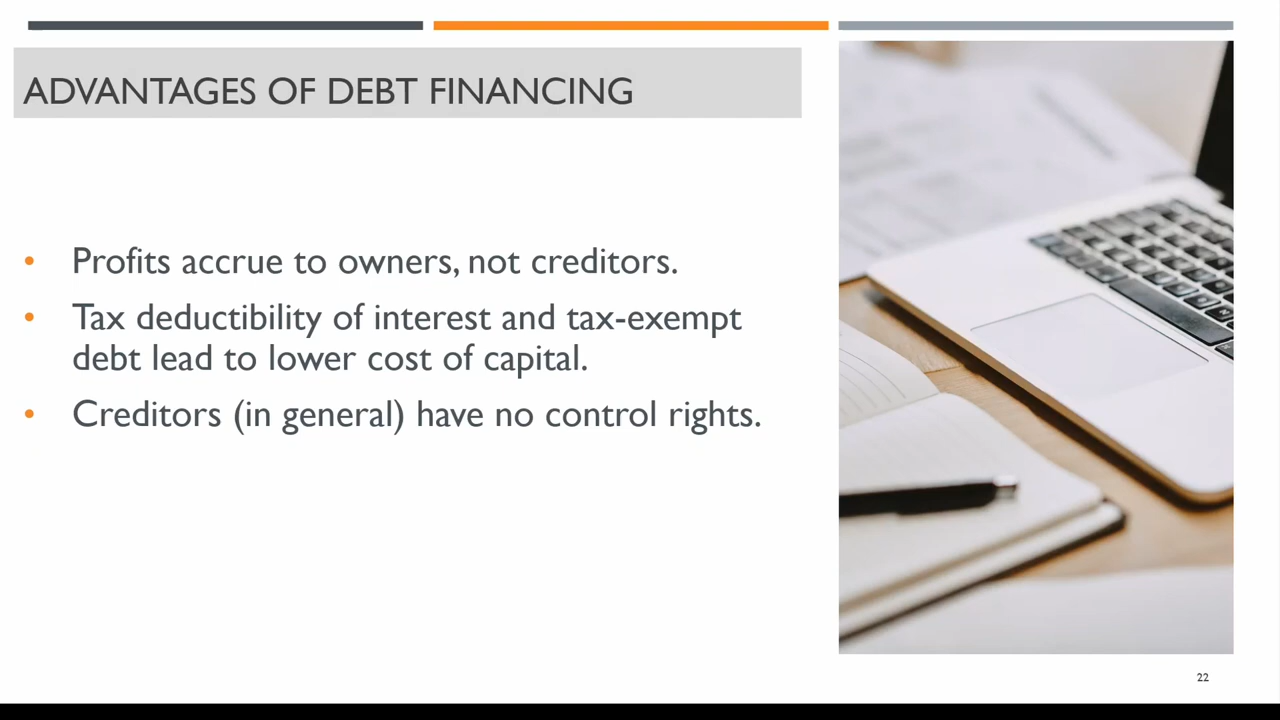 ADVANTAGES OF DEBT FINANCING
• Profits accrue to owners, not creditors.
• Tax deductibility of interest and tax-exempt
debt lead to lower cost of capital.
• Creditors (in general) have no control rights.
22